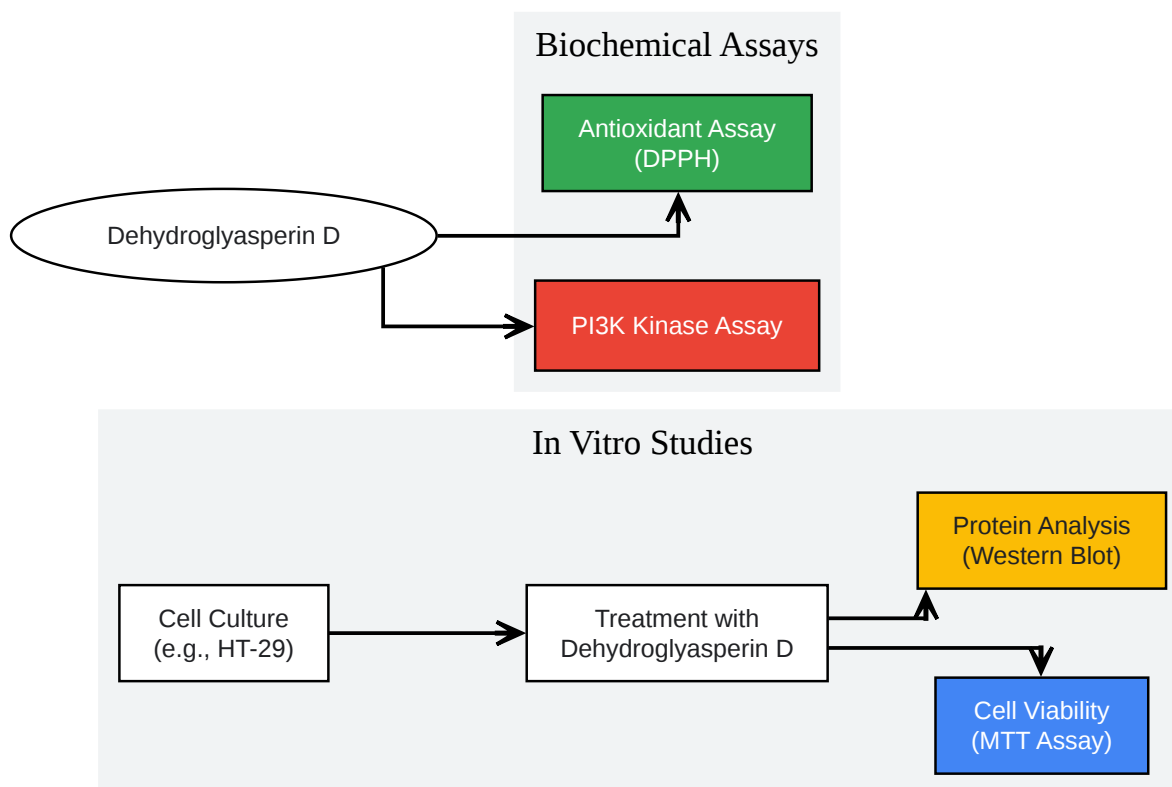 Biochemical Assays
Antioxidant Assay
(DPPH)
Dehydroglyasperin D
PI3K Kinase Assay
In Vitro Studies
Protein Analysis
(Western Blot)
Cell Culture
(e.g., HT-29)
Treatment with
Dehydroglyasperin D
Cell Viability
(MTT Assay)